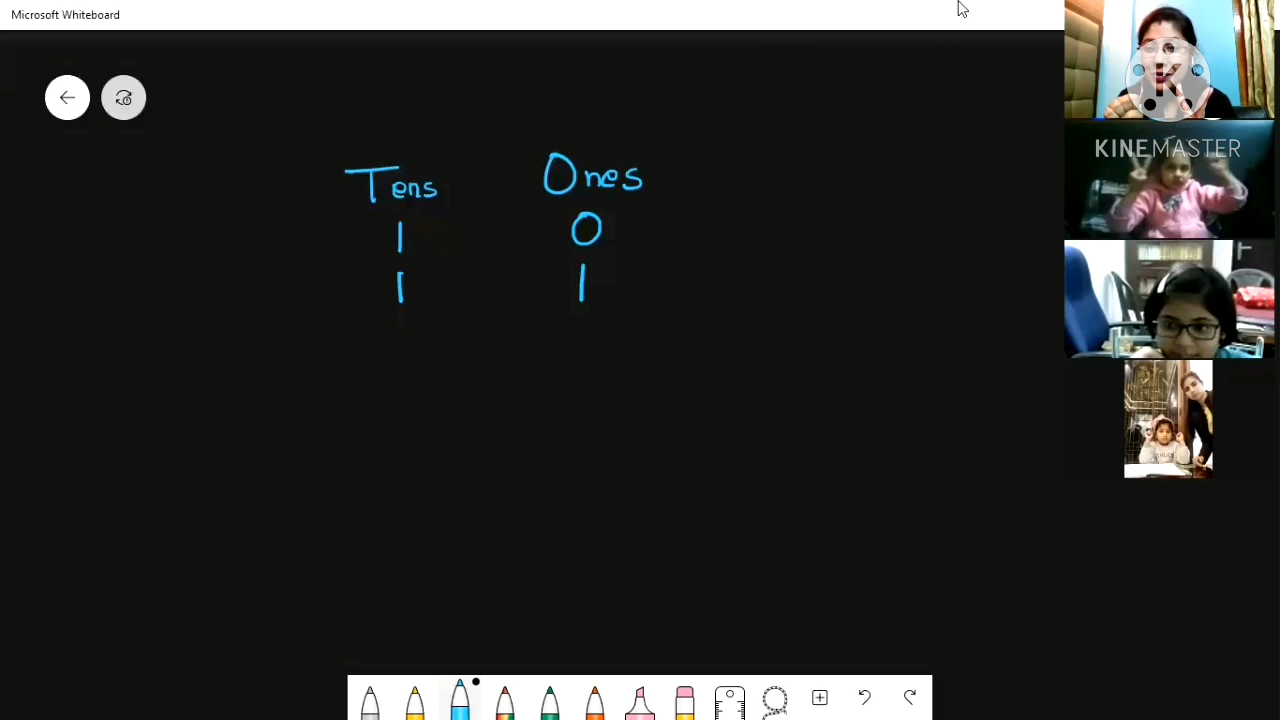 Microsoft Whiteboard
KINEMASTER
Tens Ones
1 0
1 1